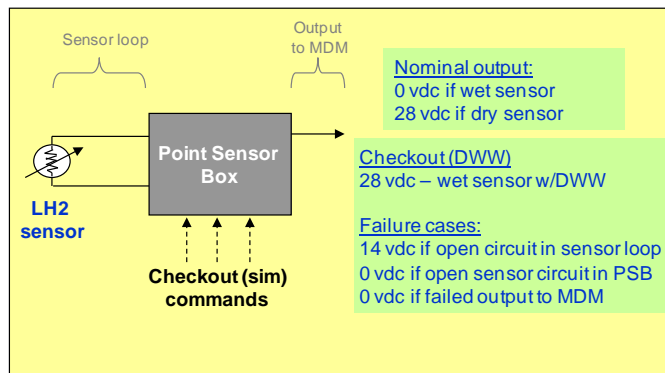 Sensor loop
Output
to MDM
Nominal output:
0 vdc if wet sensor
28 vdc if dry sensor
Point Sensor
Box
Checkout (DWW)
28 vdc – wet sensor w/DWW
LH2
sensor
Failure cases:
14 vdc if open circuit in sensor loop
0 vdc if open sensor circuit in PSB
0 vdc if failed output to MDM
Checkout (sim)
commands